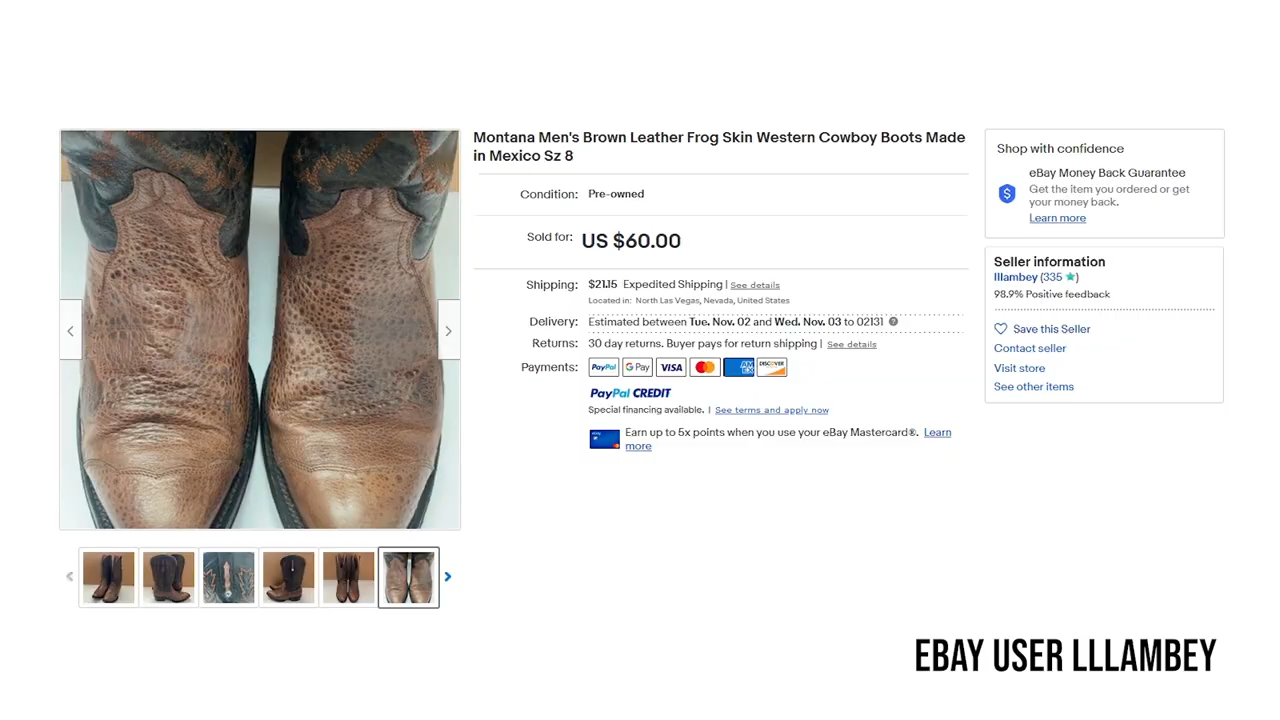 Montana Men's Brown Leather Frog Skin Western Cowboy Boots Made
in Mexico Sz 8
Condition: Pre-owned
Sold for: US $60.00
Shipping: $21.15 Expedited Shipping | See details
Located in: North Las Vegas, Nevada, United States
Delivery: Estimated between Tue. Nov. 02 and Wed. Nov. 03 to 02131
Returns: 30 day returns. Buyer pays for return shipping | See details
Payments: PayPal G Pay VISA DISCOVER
PayPal CREDIT
Special financing available. | See terms and apply now
Earn up to 5x points when you use your eBay Mastercard®. Learn
more
Shop with confidence
eBay Money Back Guarantee
Get the item you ordered or get
your money back.
Learn more
Seller information
lllambey (335)
98.9% Positive feedback
Save this Seller
Contact seller
Visit store
See other items
EBAY USER LLLAMBEY